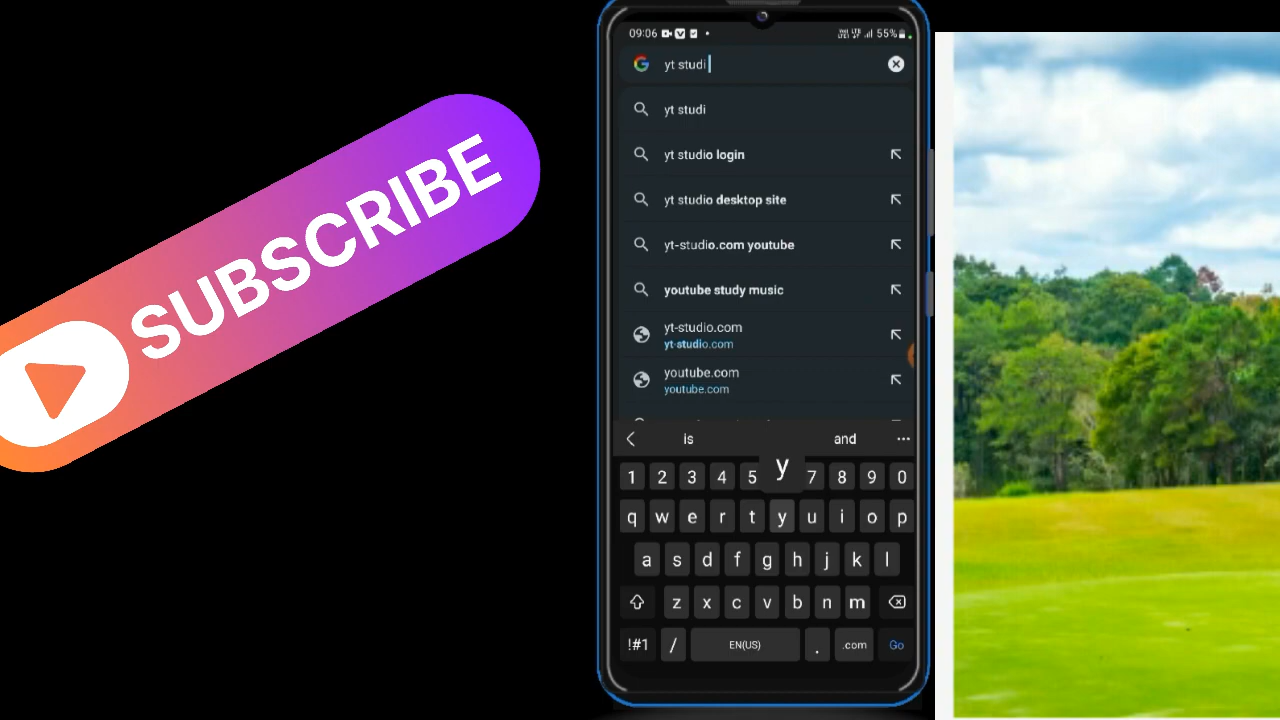 SUBSCRIBE
09:06
55%
yt studi
yt studi
yt studio login
yt studio desktop site
yt-studio.com youtube
youtube study music
yt-studio.com
yt-studio.com
youtube.com
youtube.com
is and ...
y
1 2 3 4 5 7 8 9 0
q w e r t y u i o p
a s d f g h j k l
z x c v b n m
!#1 / EN(US) . .com Go